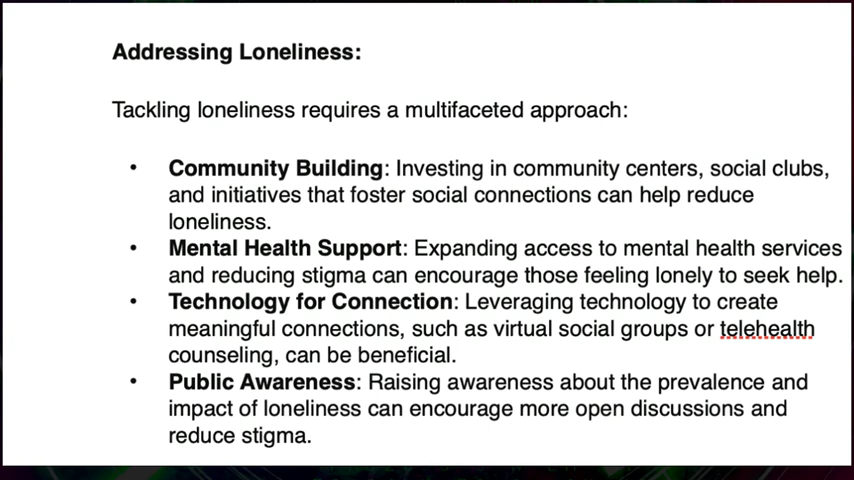 Addressing Loneliness:
Tackling loneliness requires a multifaceted approach:
• Community Building: Investing in community centers, social clubs,
and initiatives that foster social connections can help reduce
loneliness.
• Mental Health Support: Expanding access to mental health services
and reducing stigma can encourage those feeling lonely to seek help.
• Technology for Connection: Leveraging technology to create
meaningful connections, such as virtual social groups or telehealth
counseling, can be beneficial.
• Public Awareness: Raising awareness about the prevalence and
impact of loneliness can encourage more open discussions and
reduce stigma.